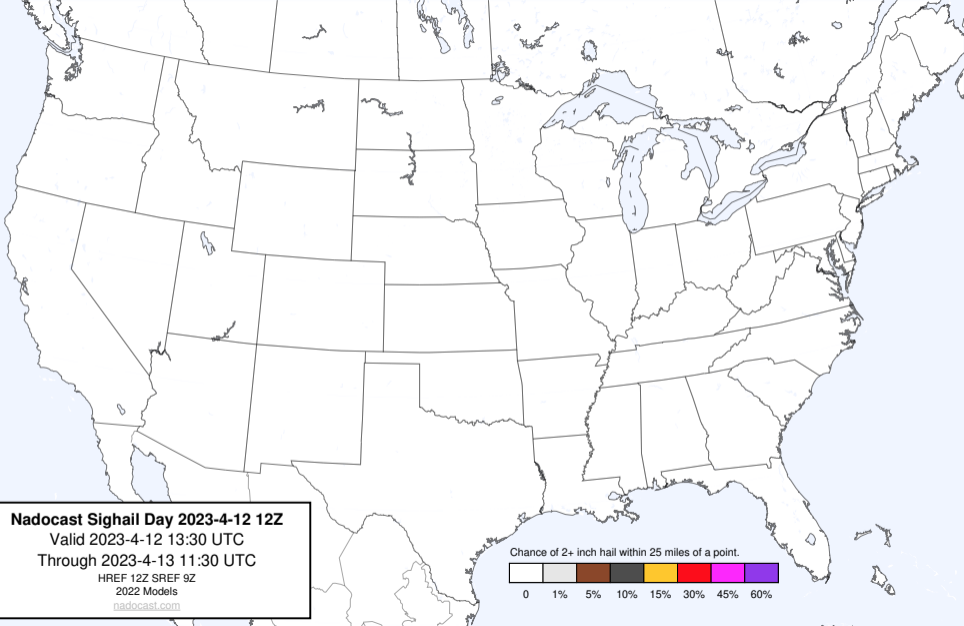 Nadocast Sighail Day 2023-4-12 12Z
Valid 2023-4-12 13:30 UTC
Through 2023-4-13 11:30 UTC
HREF 12Z SREF 9Z
2022 Models
nadocast.com
Chance of 2+ inch hail within 25 miles of a point.
0 1% 5% 10% 15% 30% 45% 60%